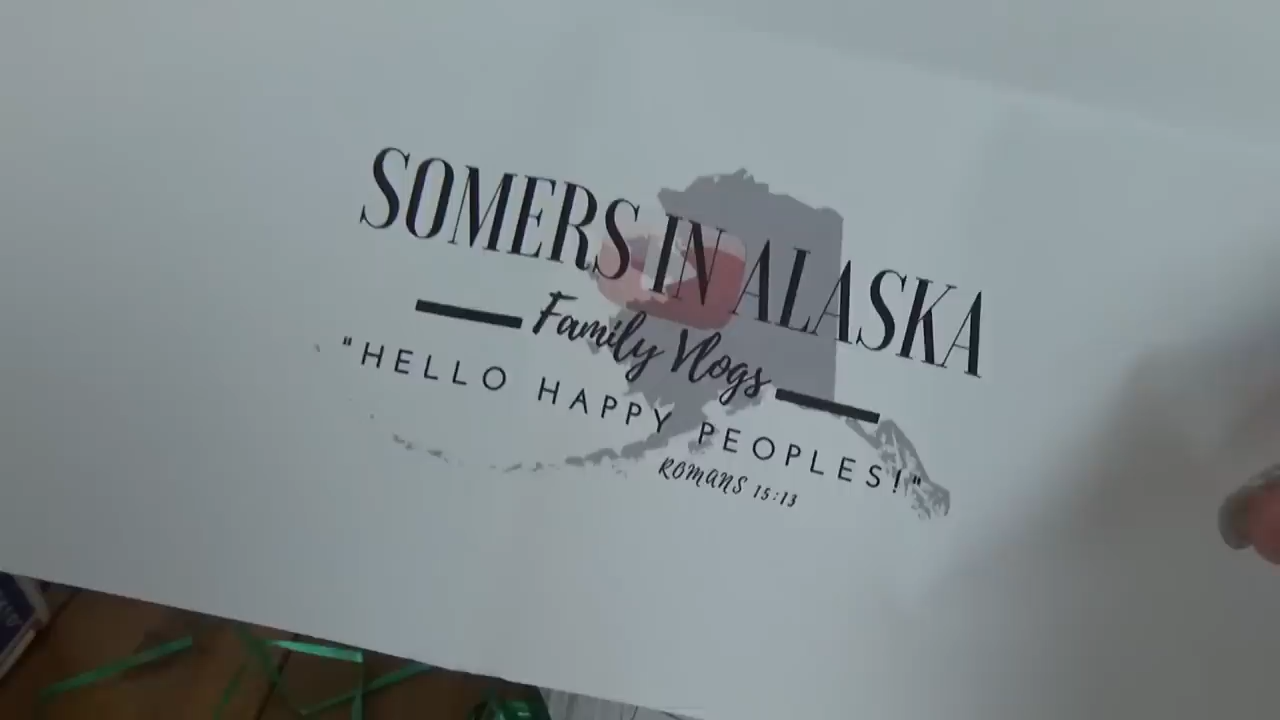 SOMERS IN ALASKA
Family Vlogs
"HELLO HAPPY PEOPLES!"
ROMANS 15:13